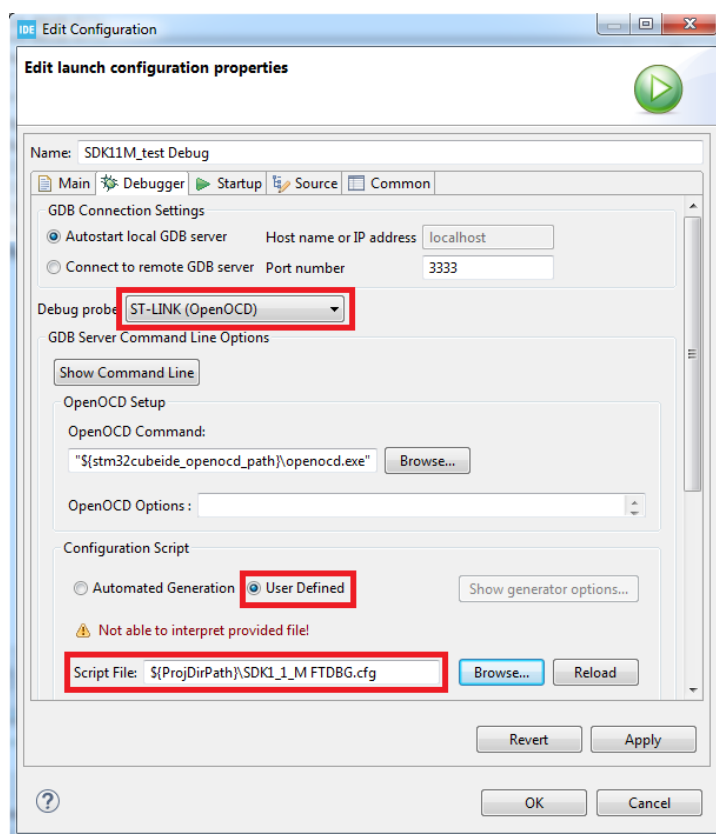 IDE Edit Configuration
Edit launch configuration properties
Name: SDK11M_test Debug
Main Debugger Startup Source Common
GDB Connection Settings
Autostart local GDB server Host name or IP address localhost
Connect to remote GDB server Port number 3333
Debug probe ST-LINK (OpenOCD)
GDB Server Command Line Options
Show Command Line
OpenOCD Setup
OpenOCD Command:
"${stm32cubeide_openocd_path}\openocd.exe" Browse...
OpenOCD Options :
Configuration Script
Automated Generation User Defined Show generator options...
Not able to interpret provided file!
Script File: ${ProjDirPath}\SDK1_1_M FTDBG.cfg Browse... Reload
Revert Apply
? OK Cancel